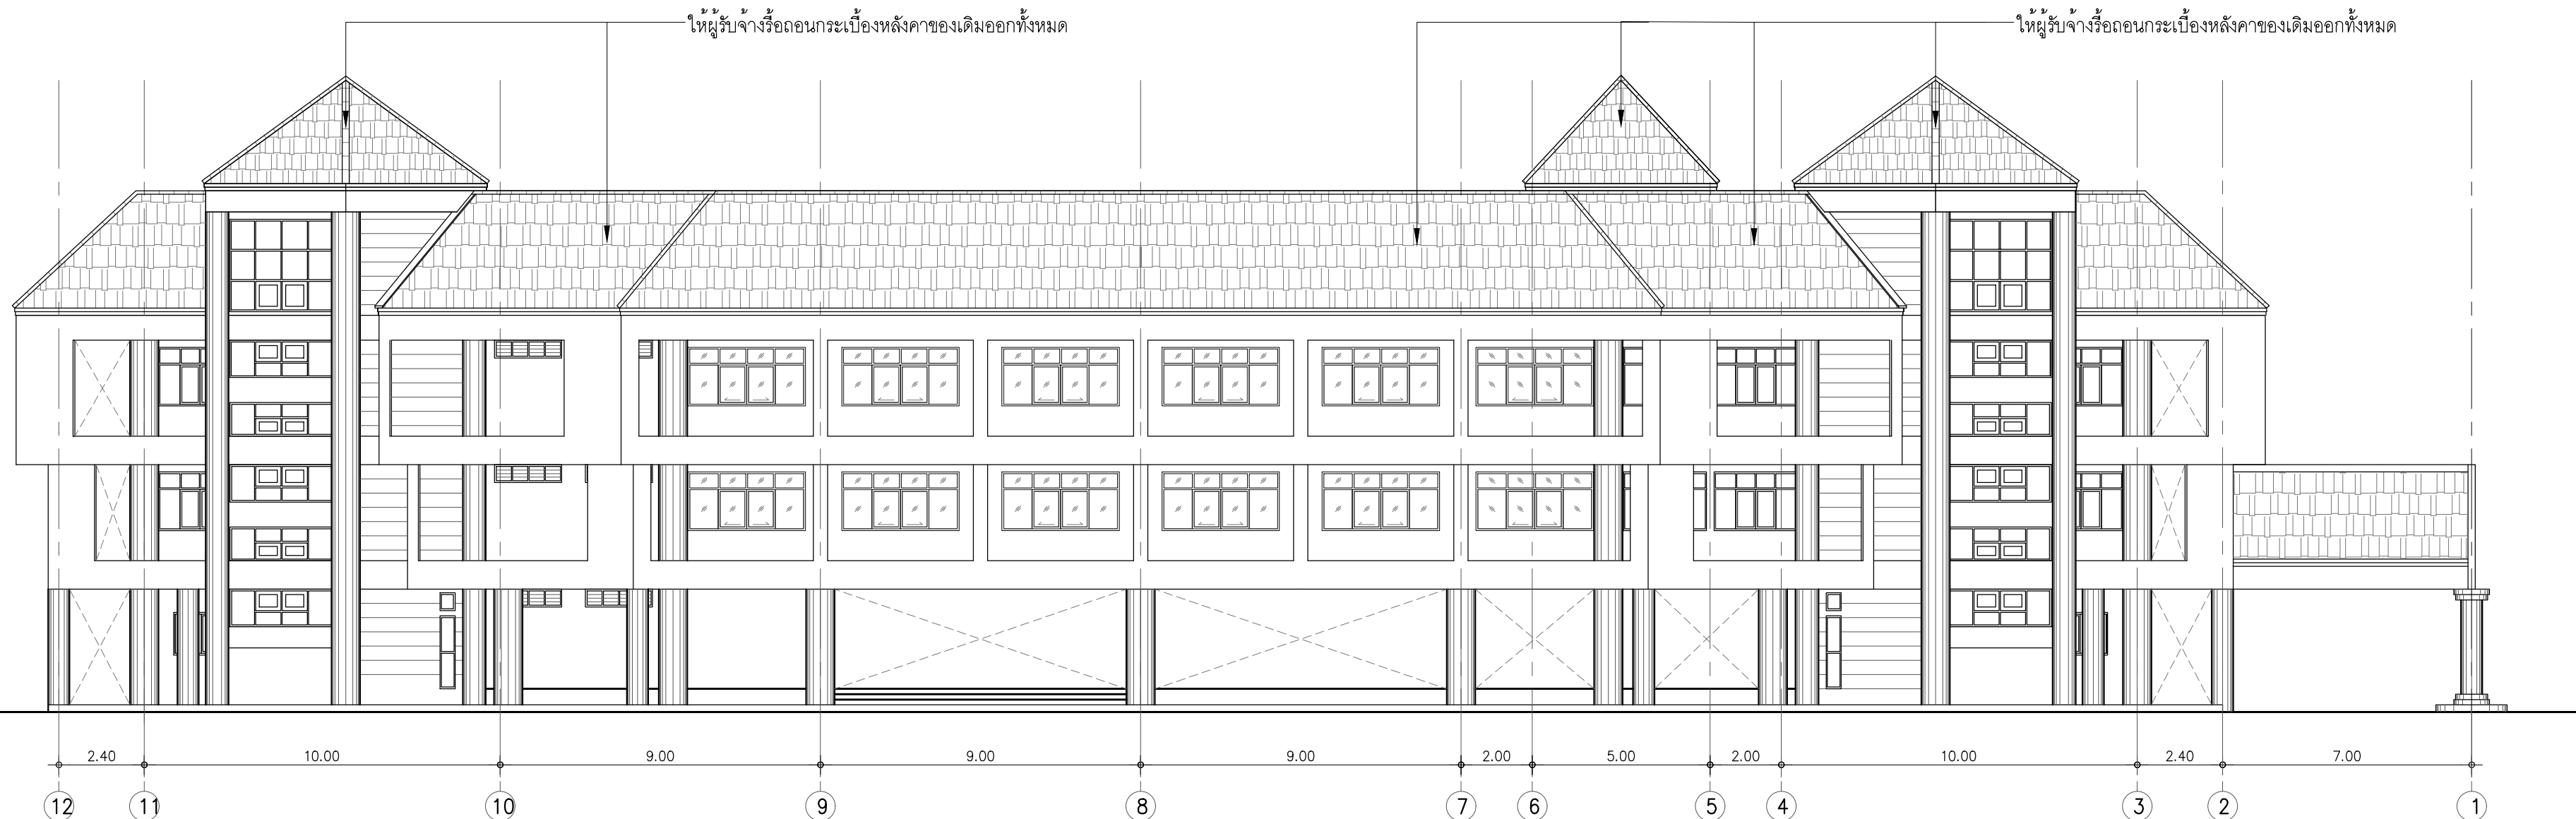 ให้ผู้รับจ้างรื้อถอนกระเบื้องหลังคาของเดิมออกทั้งหมด
ให้ผู้รับจ้างรื้อถอนกระเบื้องหลังคาของเดิมออกทั้งหมด
2.40 10.00 9.00 9.00 9.00 2.00 5.00 2.00 10.00 2.40 7.00
12 11 10 9 8 7 6 5 4 3 2 1